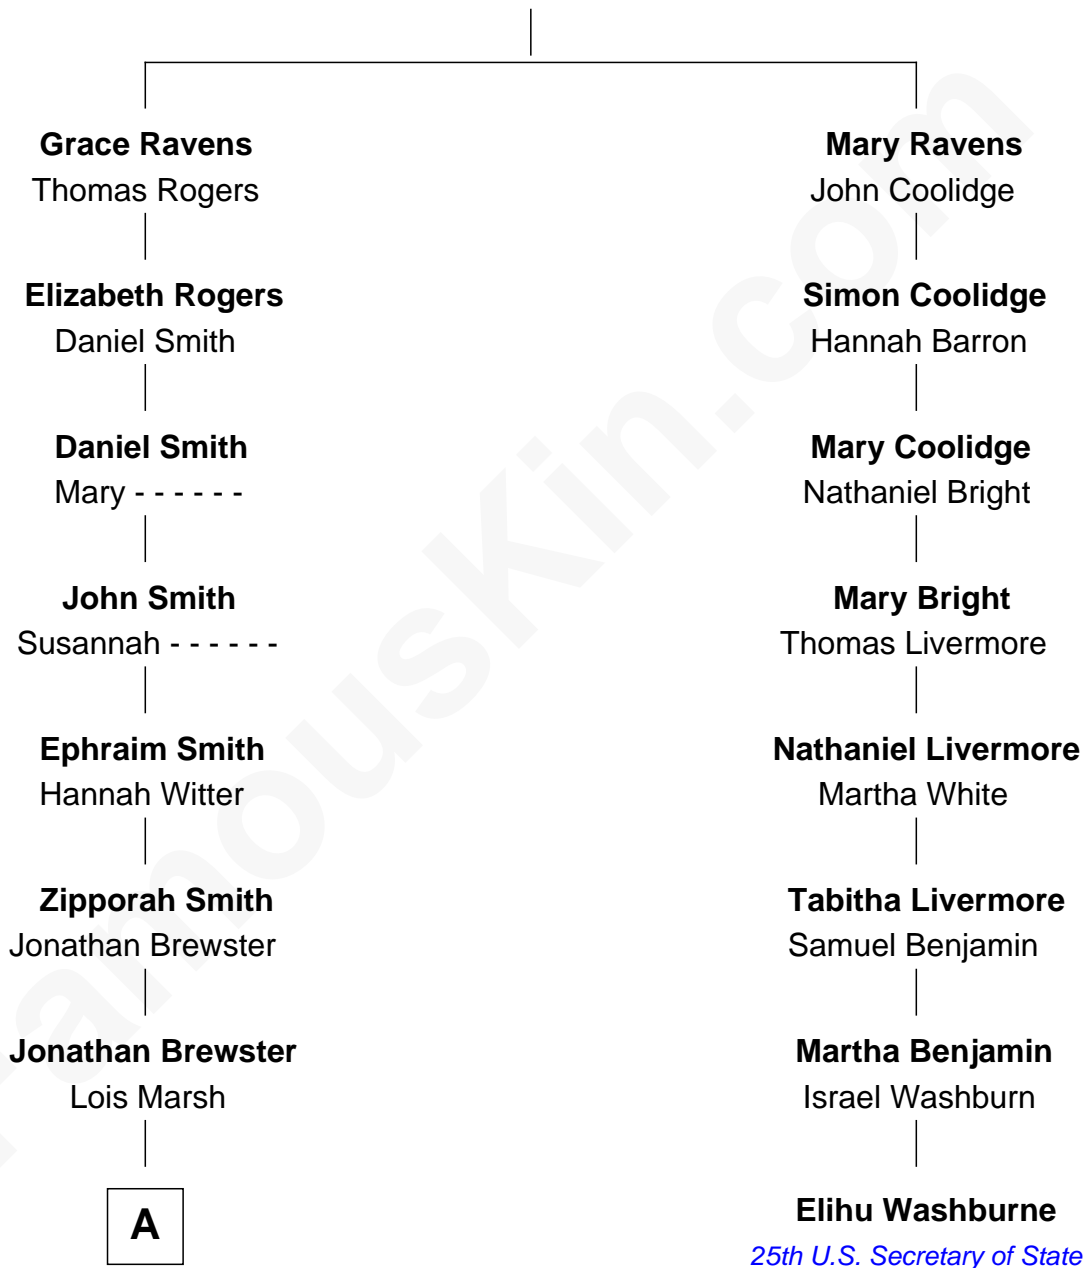 Grace Ravens
Thomas Rogers
Mary Ravens
John Coolidge
Elizabeth Rogers
Daniel Smith
Simon Coolidge
Hannah Barron
Daniel Smith
Mary - - - - - -
Mary Coolidge
Nathaniel Bright
John Smith
Susannah - - - - - -
Mary Bright
Thomas Livermore
Ephraim Smith
Hannah Witter
Nathaniel Livermore
Martha White
Zipporah Smith
Jonathan Brewster
Tabitha Livermore
Samuel Benjamin
Jonathan Brewster
Lois Marsh
Martha Benjamin
Israel Washburn
A
Elihu Washburne
25th U.S. Secretary of State
FamousKin.com